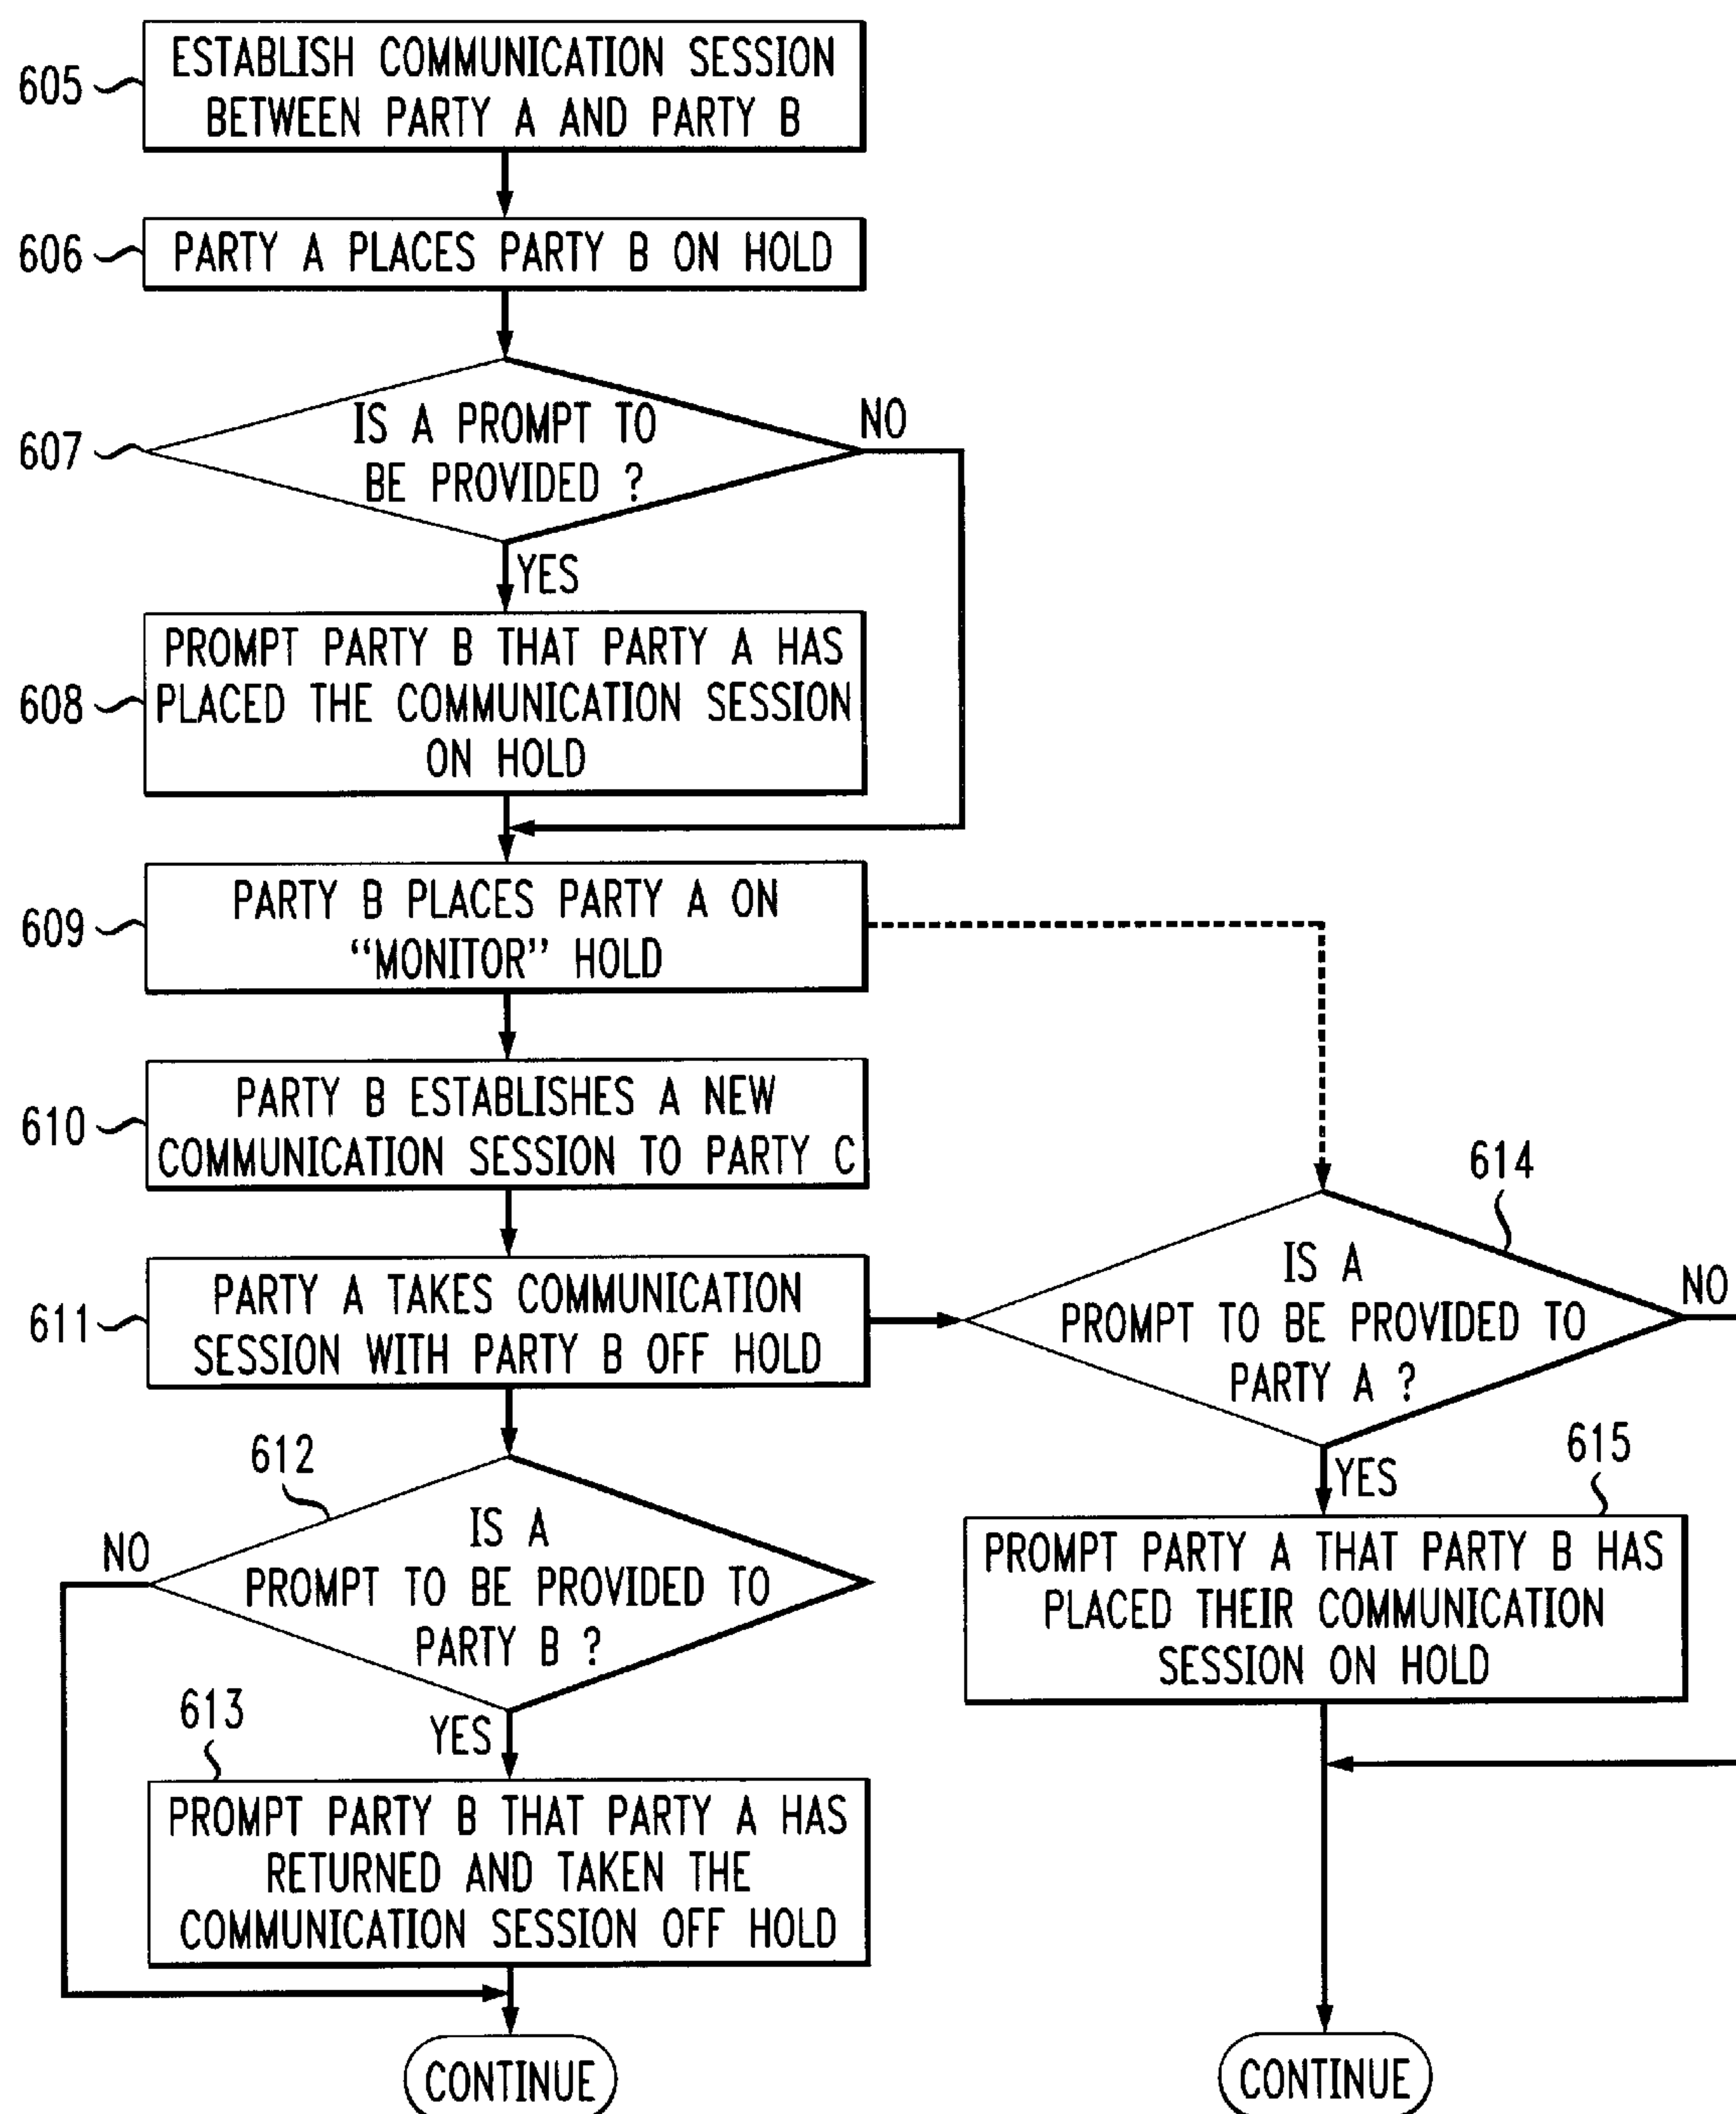 605
ESTABLISH COMMUNICATION SESSION
BETWEEN PARTY A AND PARTY B
606
PARTY A PLACES PARTY B ON HOLD
607
IS A PROMPT TO
BE PROVIDED ?
NO
YES
608
PROMPT PARTY B THAT PARTY A HAS
PLACED THE COMMUNICATION SESSION
ON HOLD
609
PARTY B PLACES PARTY A ON
“MONITOR” HOLD
610
PARTY B ESTABLISHES A NEW
COMMUNICATION SESSION TO PARTY C
611
PARTY A TAKES COMMUNICATION
SESSION WITH PARTY B OFF HOLD
614
IS A
PROMPT TO BE PROVIDED TO
PARTY A ?
NO
YES
612
IS A
PROMPT TO BE PROVIDED TO
PARTY B ?
NO
YES
615
PROMPT PARTY A THAT PARTY B HAS
PLACED THEIR COMMUNICATION
SESSION ON HOLD
613
PROMPT PARTY B THAT PARTY A HAS
RETURNED AND TAKEN THE
COMMUNICATION SESSION OFF HOLD
CONTINUE
CONTINUE